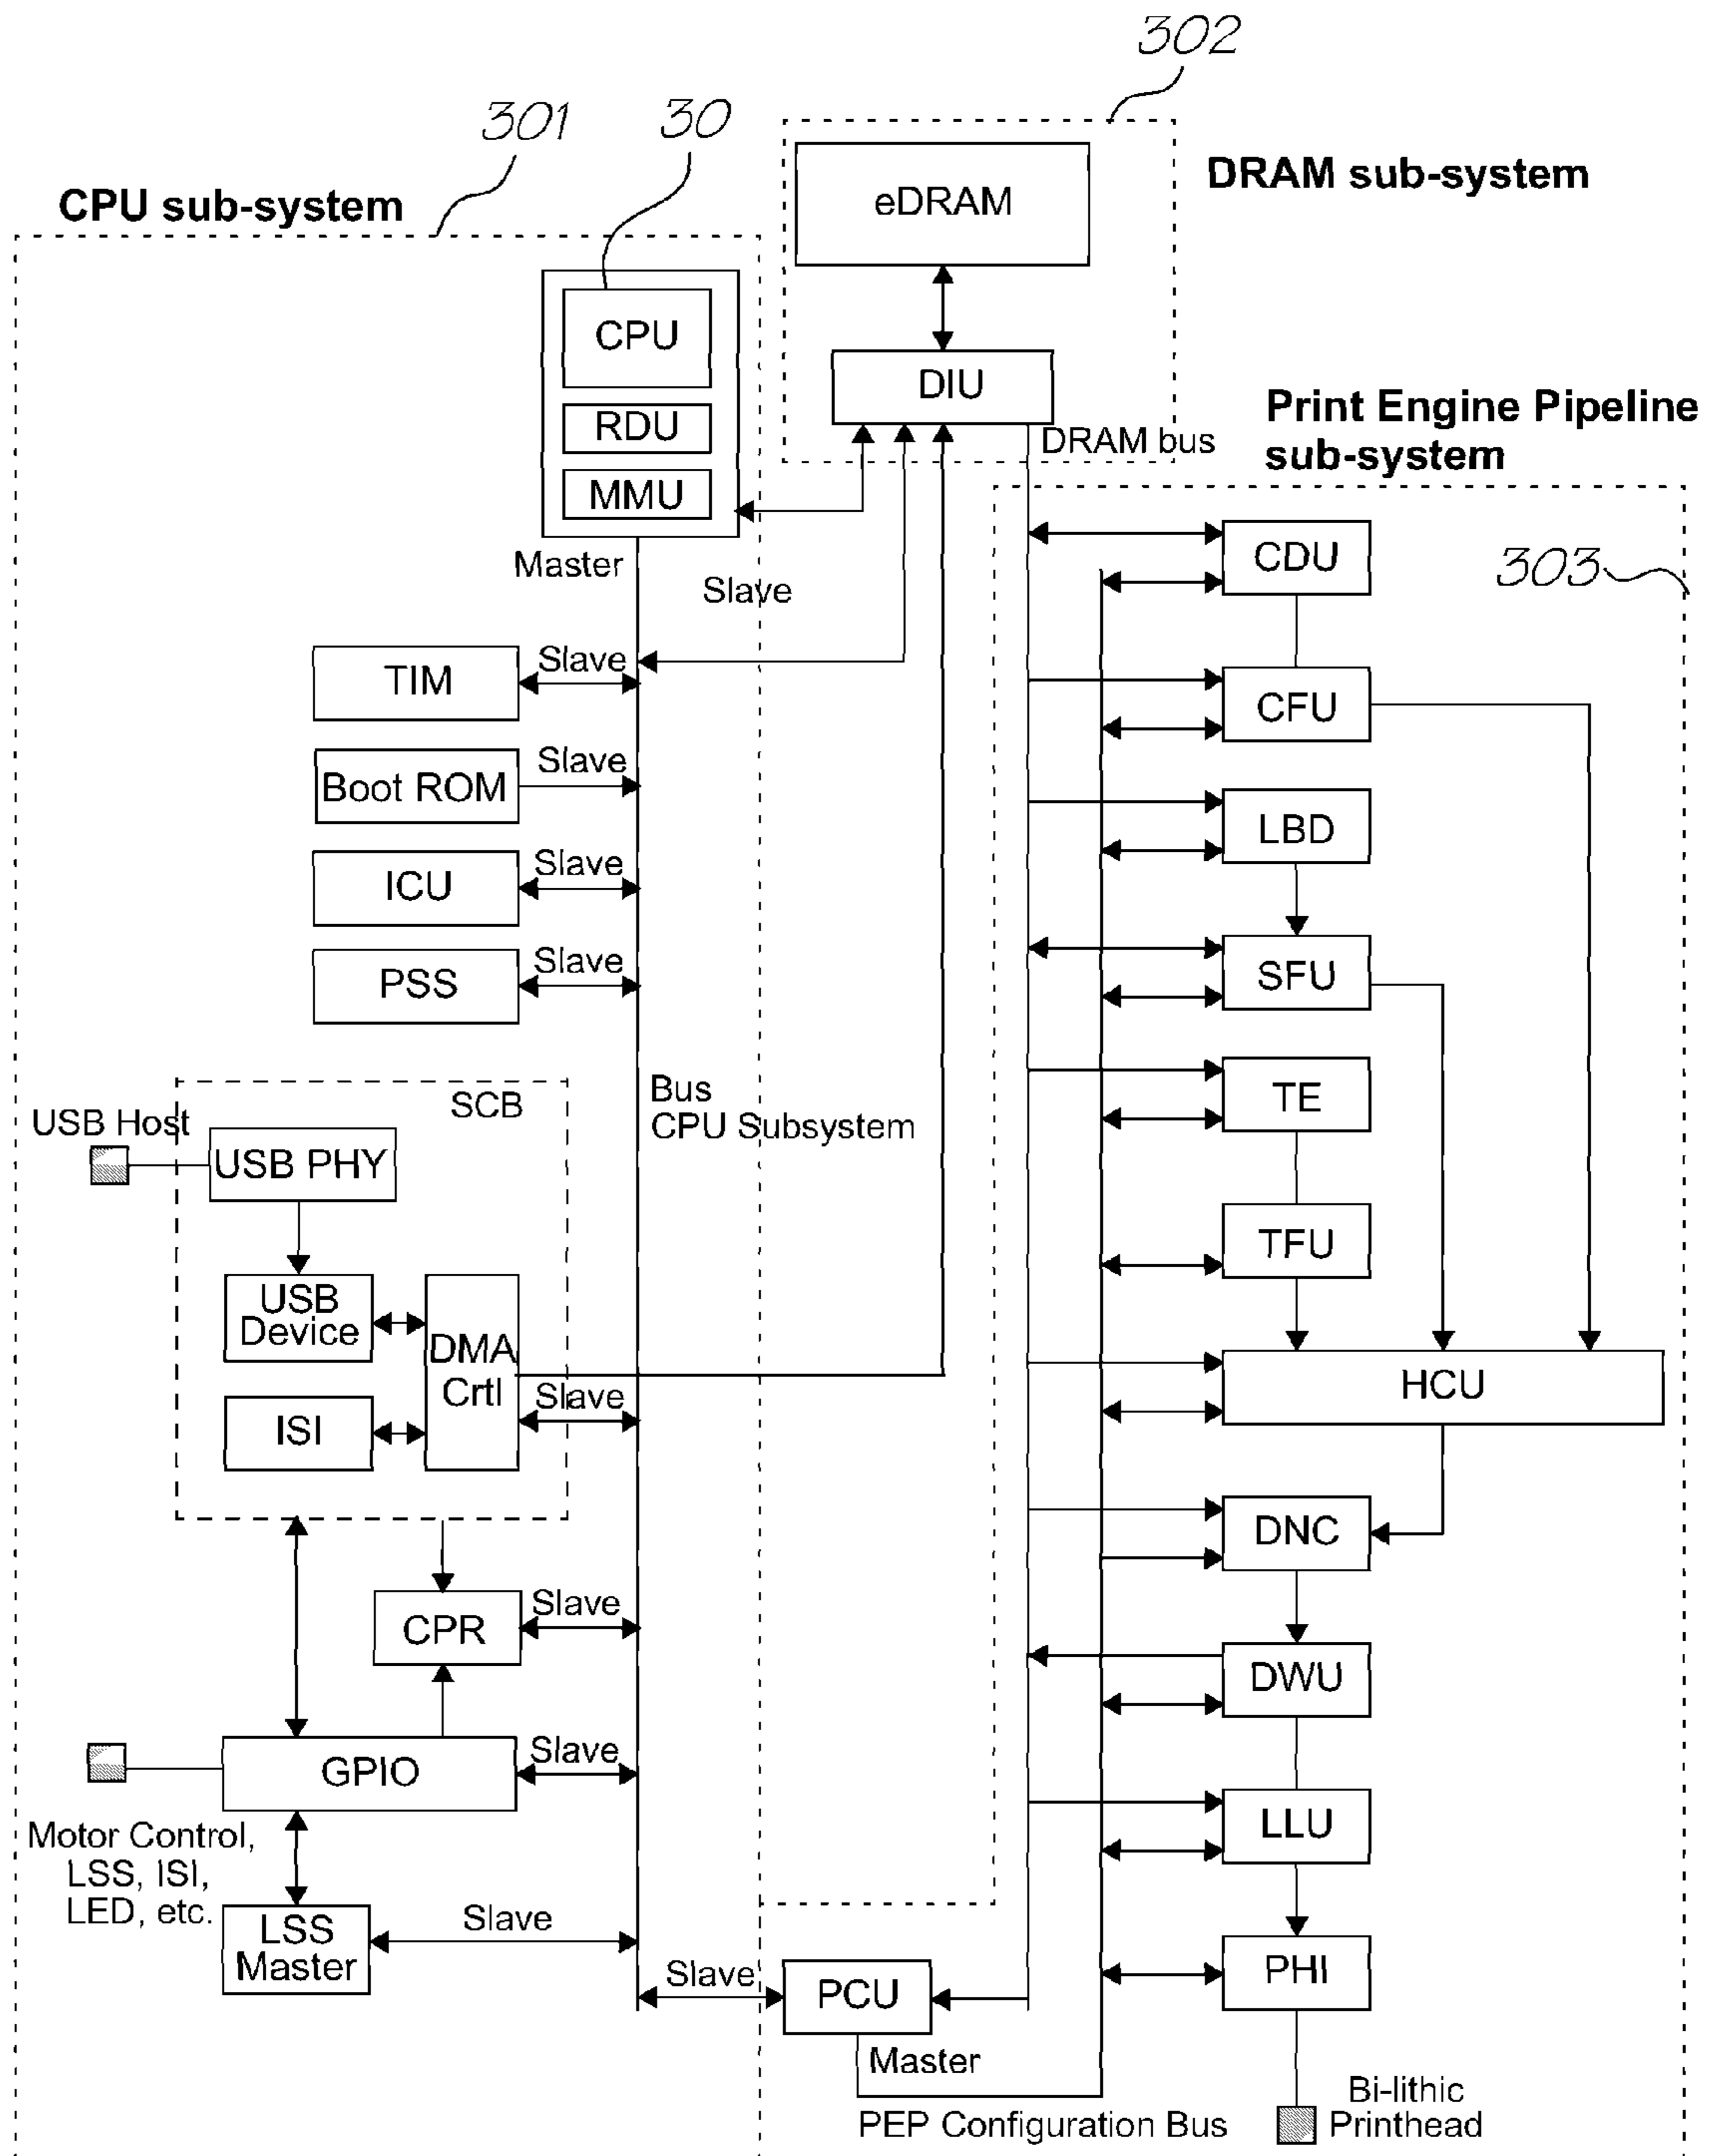 302
301
30
DRAM sub-system
CPU sub-system
eDRAM
CPU
DIU
RDU
DRAM bus
MMU
Print Engine Pipeline
sub-system
Master
Slave
CDU
303
TIM
Slave
CFU
Boot ROM
Slave
LBD
ICU
Slave
PSS
Slave
SFU
Bus
CPU Subsystem
TE
SCB
USB Host
USB PHY
TFU
USB
Device
DMA
Crtl
Slave
ISI
HCU
DNC
CPR
Slave
DWU
GPIO
Slave
Motor Control,
LSS, ISI,
LED, etc.
LLU
LSS
Master
Slave
Slave
PCU
PHI
Master
PEP Configuration Bus
Bi-lithic
Printhead